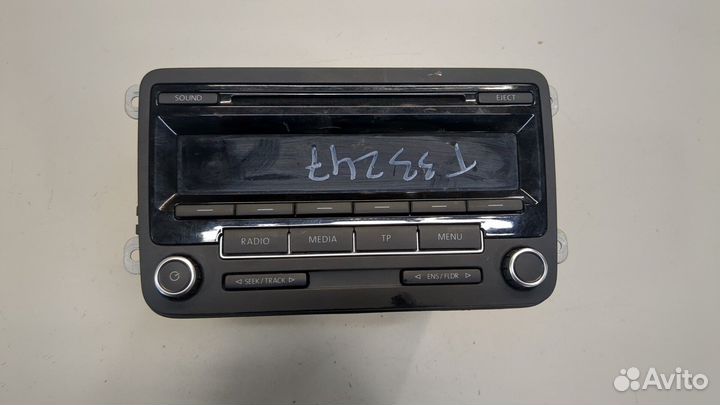 SOUND
EJECT
T33247
RADIO MEDIA TP MENU
SEEK / TRACK
ENS / FLDR
Avito